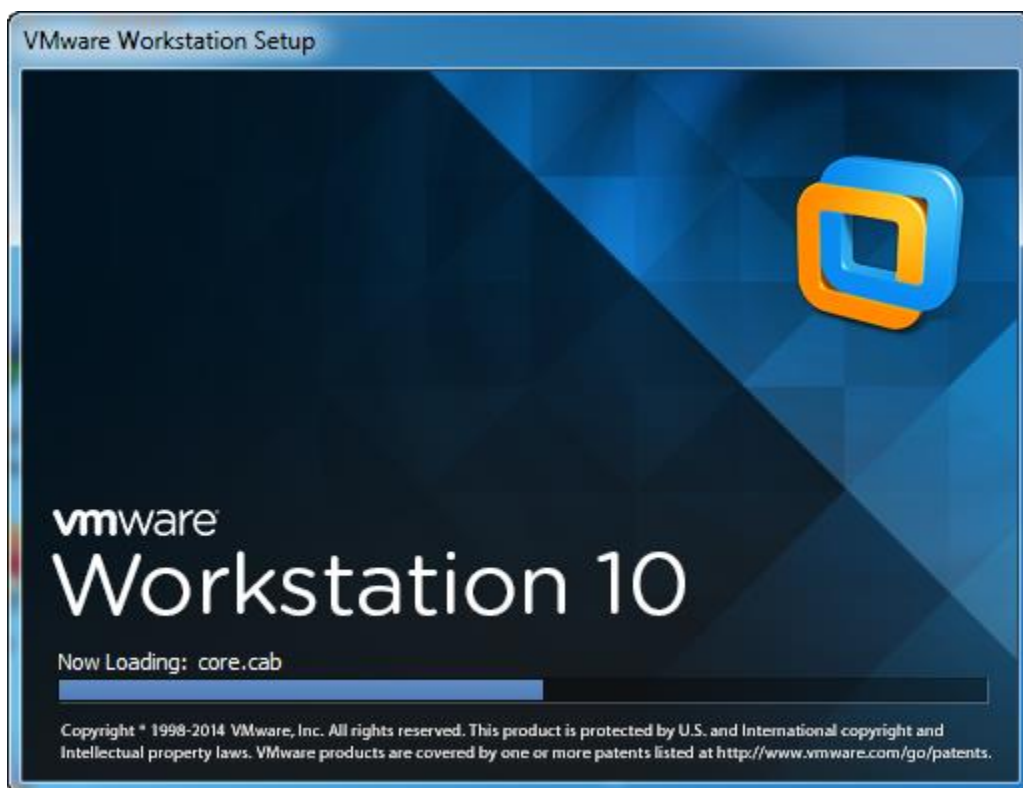 VMware Workstation Setup
vmware
Workstation 10
Now Loading: core.cab
Copyright © 1998-2014 VMware, Inc. All rights reserved. This product is protected by U.S. and International copyright and
Intellectual property laws. VMware products are covered by one or more patents listed at http://www.vmware.com/go/patents.